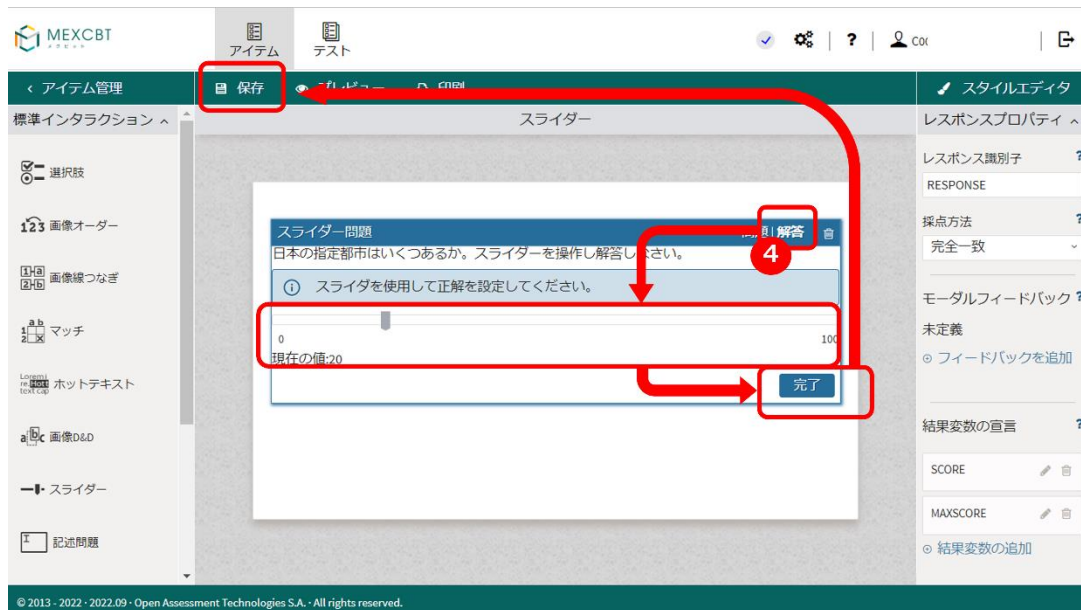 MEXCBT
メクビット
アイテム
テスト
?
‹ アイテム管理
保存
プレビュー
印刷
スタイルエディタ
標準インタラクション
スライダー
レスポンスプロパティ
選択肢
画像オーダー
画像線つなぎ
マッチ
ホットテキスト
画像D&D
スライダー
記述問題
スライダー問題
問題|解答
4
日本の指定都市はいくつあるか。スライダーを操作し解答しなさい。
スライダを使用して正解を設定してください。
0
100
現在の値:20
完了
レスポンス識別子
?
RESPONSE
採点方法
?
完全一致
モーダルフィードバック
?
未定義
フィードバックを追加
結果変数の宣言
?
SCORE
MAXSCORE
結果変数の追加
© 2013 - 2022 · 2022.09 · Open Assessment Technologies S.A. · All rights reserved.